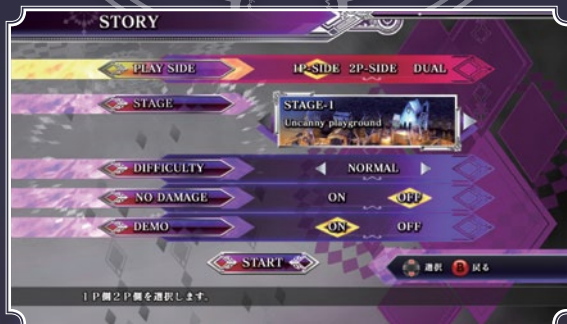 STORY
PLAY SIDE 1P-SIDE 2P-SIDE DUAL
STAGE STAGE-1
Uncanny playground
DIFFICULTY NORMAL
NO DAMAGE ON OFF
DEMO ON OFF
START
選択 B 戻る
1P側2P側を選択します。